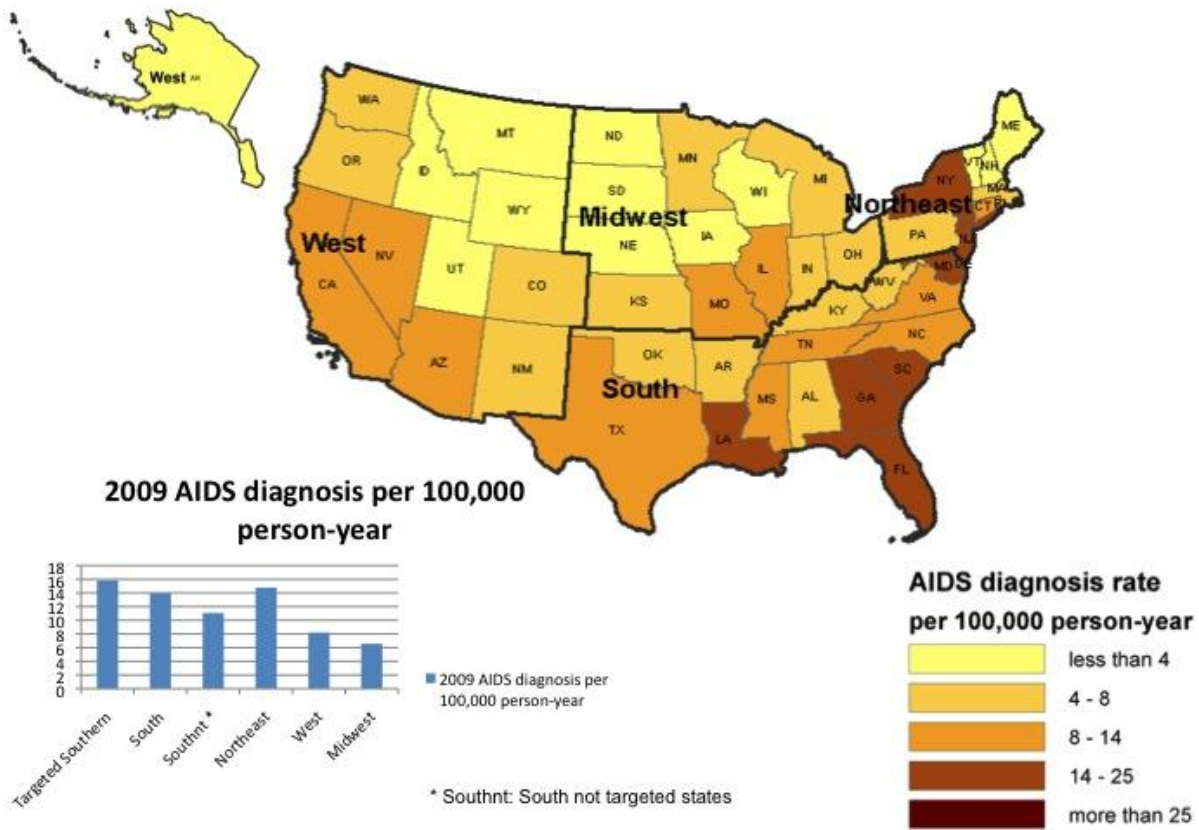 West AK
WA
MT
ND
ME
OR
ID
MN
VT
NH
SD
WI
MI
NY
MA
WY
Midwest
Northeast
CT
RI
West
NV
NE
IA
PA
NJ
UT
IL
IN
OH
MD
DE
CA
CO
WV
KS
MO
KY
VA
AZ
NM
OK
AR
TN
NC
South
SC
MS
AL
GA
TX
LA
FL
2009 AIDS diagnosis per 100,000
person-year
18
16
14
12
10
8
6
4
2
0
Targeted Southern
South
Southnt *
Northeast
West
Midwest
2009 AIDS diagnosis per
100,000 person-year
* Southnt: South not targeted states
AIDS diagnosis rate
per 100,000 person-year
less than 4
4 - 8
8 - 14
14 - 25
more than 25